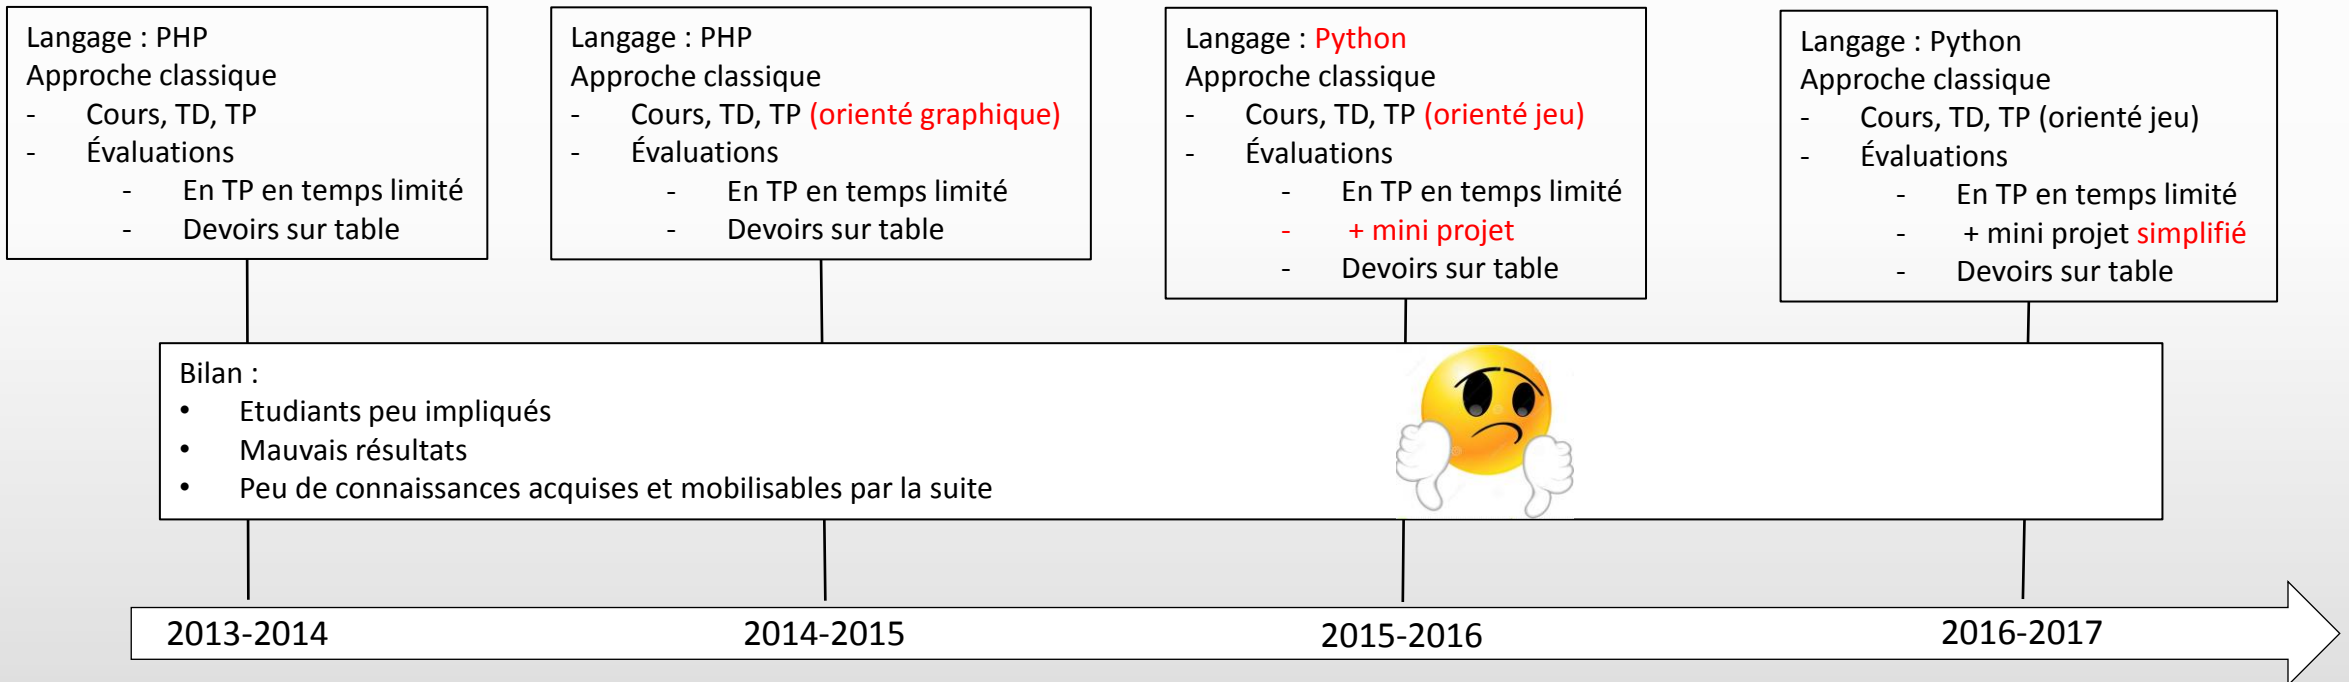 Langage : PHP
Approche classique
- Cours, TD, TP
- Évaluations
- En TP en temps limité
- Devoirs sur table
Langage : PHP
Approche classique
- Cours, TD, TP (orienté graphique)
- Évaluations
- En TP en temps limité
- Devoirs sur table
Langage : Python
Approche classique
- Cours, TD, TP (orienté jeu)
- Évaluations
- En TP en temps limité
- + mini projet
- Devoirs sur table
Langage : Python
Approche classique
- Cours, TD, TP (orienté jeu)
- Évaluations
- En TP en temps limité
- + mini projet simplifié
- Devoirs sur table
Bilan :
• Etudiants peu impliqués
• Mauvais résultats
• Peu de connaissances acquises et mobilisables par la suite
2013-2014
2014-2015
2015-2016
2016-2017